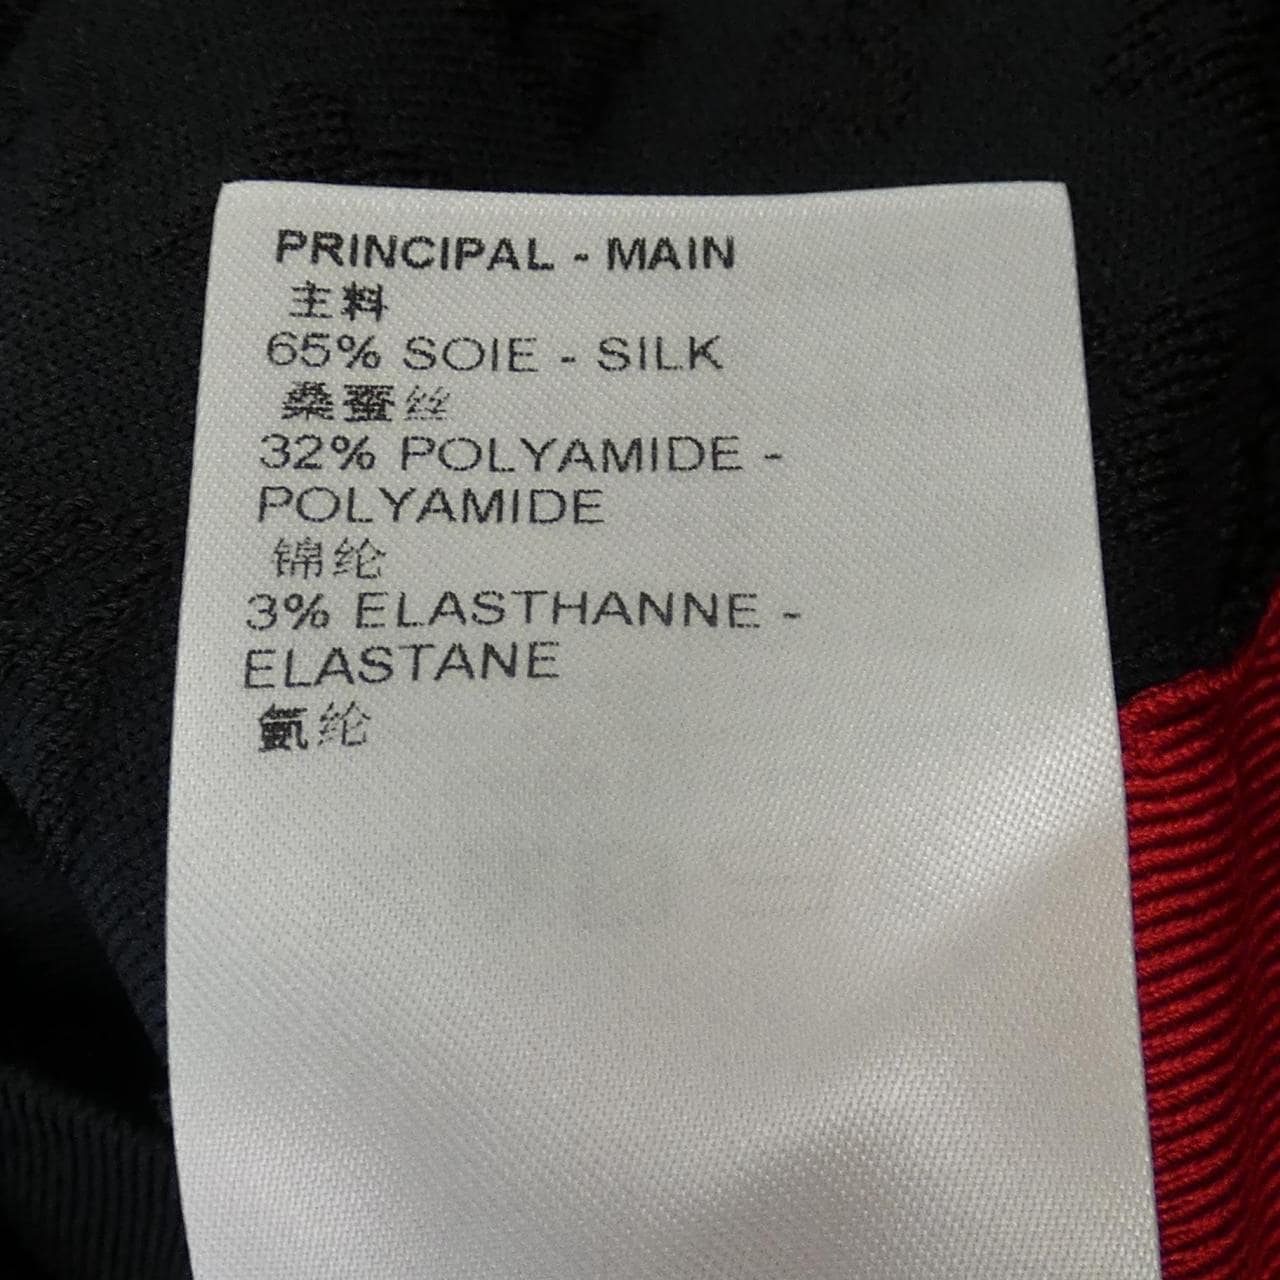 PRINCIPAL - MAIN
主料
65% SOIE - SILK
桑蚕丝
32% POLYAMIDE -
POLYAMIDE
锦纶
3% ELASTHANNE -
ELASTANE
氨纶